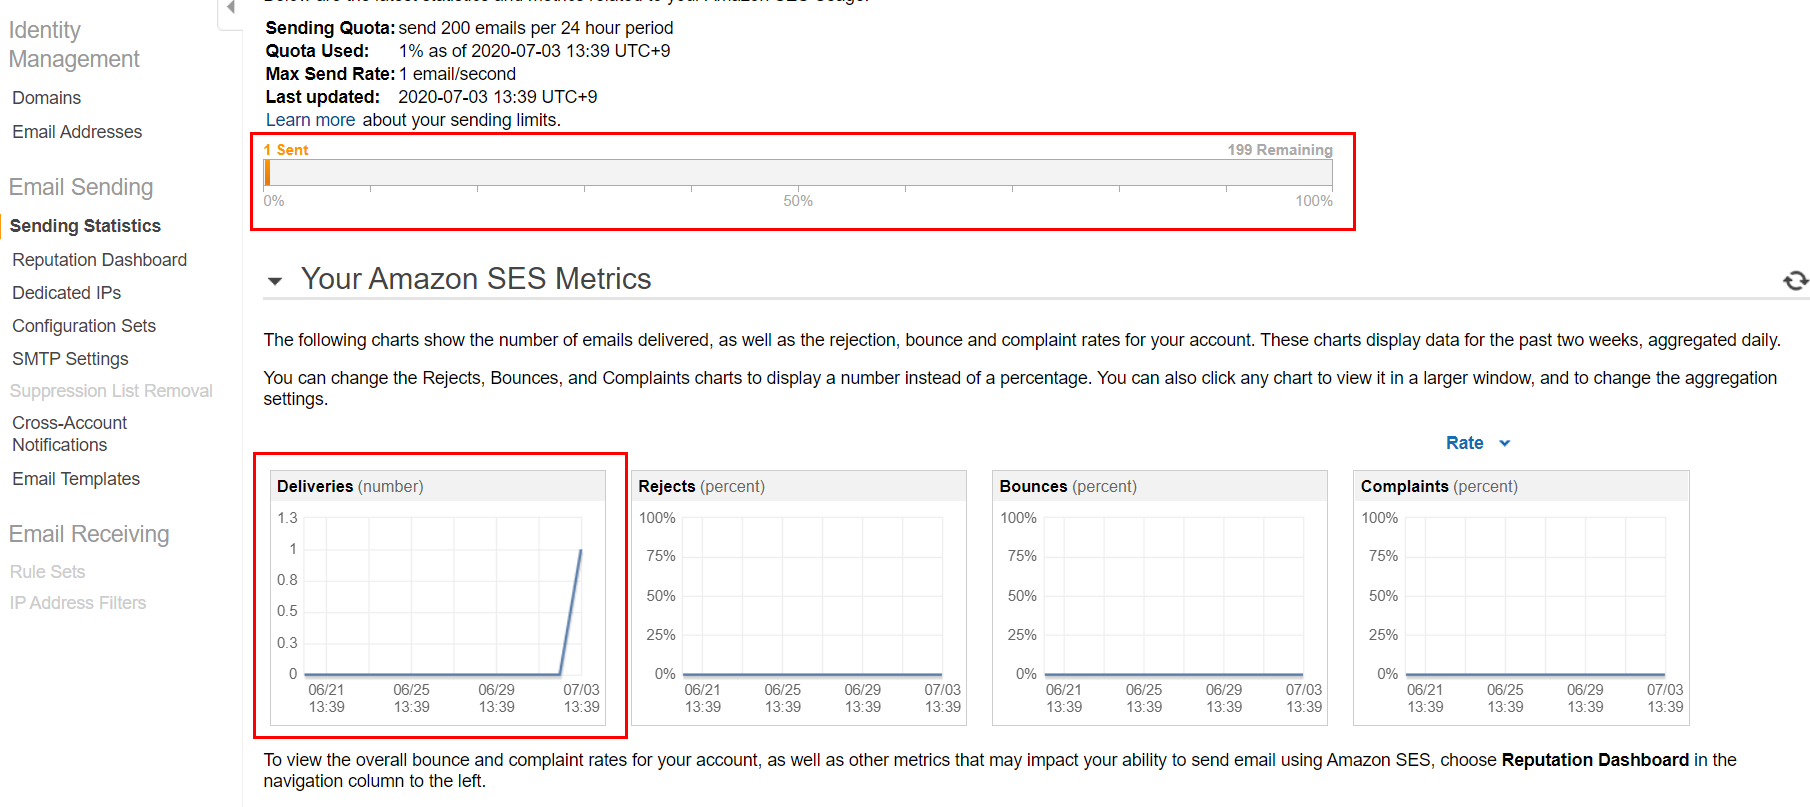 Identity
Management
Domains
Email Addresses
Email Sending
Sending Statistics
Reputation Dashboard
Dedicated IPs
Configuration Sets
SMTP Settings
Suppression List Removal
Cross-Account
Notifications
Email Templates
Email Receiving
Rule Sets
IP Address Filters
Sending Quota: send 200 emails per 24 hour period
Quota Used: 1% as of 2020-07-03 13:39 UTC+9
Max Send Rate: 1 email/second
Last updated: 2020-07-03 13:39 UTC+9
Learn more about your sending limits.
1 Sent 199 Remaining
0% 50% 100%
Your Amazon SES Metrics
The following charts show the number of emails delivered, as well as the rejection, bounce and complaint rates for your account. These charts display data for the past two weeks, aggregated daily.
You can change the Rejects, Bounces, and Complaints charts to display a number instead of a percentage. You can also click any chart to view it in a larger window, and to change the aggregation
settings.
Rate
Deliveries (number)
1.3
1
0.8
0.5
0.3
0
06/21 06/25 06/29 07/03
13:39 13:39 13:39 13:39
Rejects (percent)
100%
75%
50%
25%
0%
06/21 06/25 06/29 07/03
13:39 13:39 13:39 13:39
Bounces (percent)
100%
75%
50%
25%
0%
06/21 06/25 06/29 07/03
13:39 13:39 13:39 13:39
Complaints (percent)
100%
75%
50%
25%
0%
06/21 06/25 06/29 07/03
13:39 13:39 13:39 13:39
To view the overall bounce and complaint rates for your account, as well as other metrics that may impact your ability to send email using Amazon SES, choose Reputation Dashboard in the
navigation column to the left.